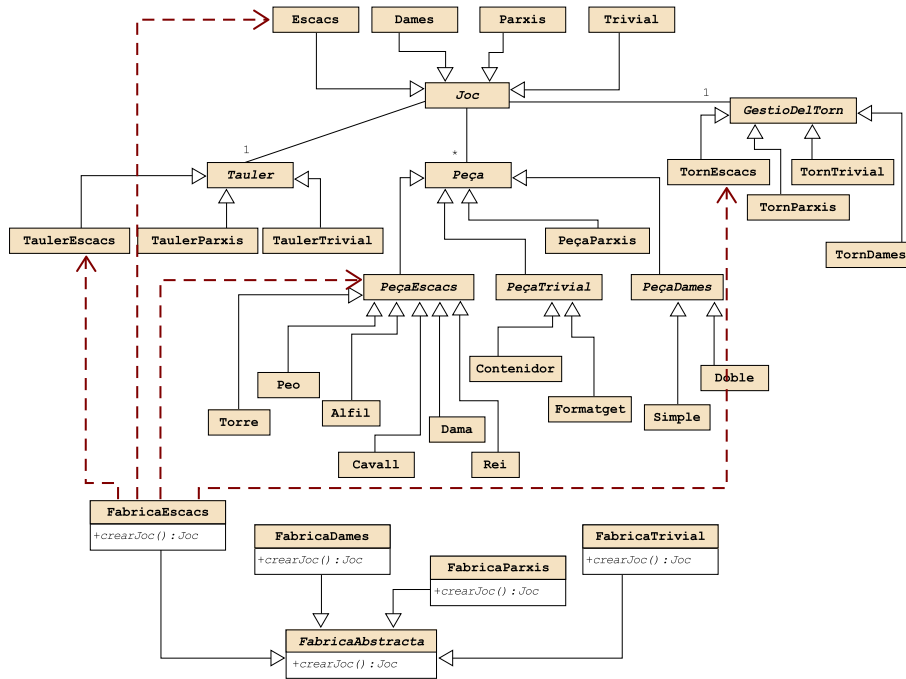 Escacs
Dames
Parxis
Trivial
Joc
1
GestioDelTorn
1
*
Tauler
Peça
TornEscacs
TornTrivial
TornParxis
TaulerEscacs
TaulerParxis
TaulerTrivial
PeçaParxis
TornDames
PeçaEscacs
PeçaTrivial
PeçaDames
Contenidor
Doble
Peo
Alfil
Formatget
Simple
Torre
Dama
Cavall
Rei
FabricaEscacs
+crearJoc():Joc
FabricaDames
+crearJoc():Joc
FabricaTrivial
+crearJoc():Joc
FabricaParxis
+crearJoc():Joc
FabricaAbstracta
+crearJoc():Joc